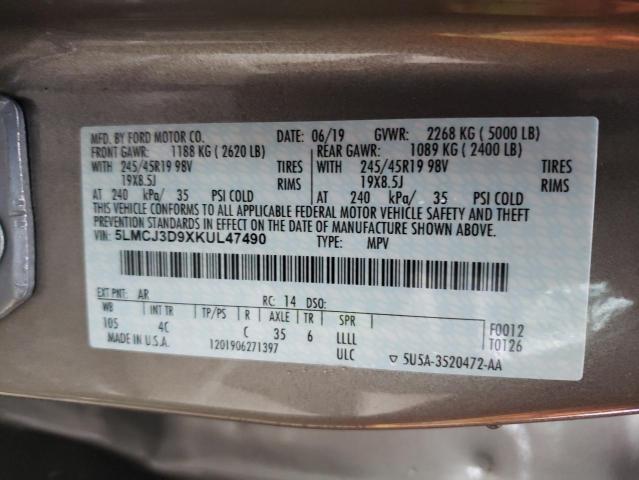 MFD. BY FORD MOTOR CO. DATE: 06/19 GVWR: 2268 KG ( 5000 LB)
FRONT GAWR: 1188 KG ( 2620 LB) REAR GAWR: 1089 KG ( 2400 LB)
WITH 245/45R19 98V TIRES WITH 245/45R19 98V TIRES
19X8.5J RIMS 19X8.5J RIMS
AT 240 kPa/ 35 PSI COLD AT 240 kPa/ 35 PSI COLD
THIS VEHICLE CONFORMS TO ALL APPLICABLE FEDERAL MOTOR VEHICLE SAFETY AND THEFT
PREVENTION STANDARDS IN EFFECT ON THE DATE OF MANUFACTURE SHOWN ABOVE.
VIN: 5LMCJ3D9XKUL47490 TYPE: MPV
EXT PNT: AR RC: 14 DSO:
WB INT TR TP/PS R AXLE TR SPR F0012
105 4C C 35 6 LLLL T0126
MADE IN U.S.A. 1201906271397 ULC ▽ 5U5A-3520472-AA